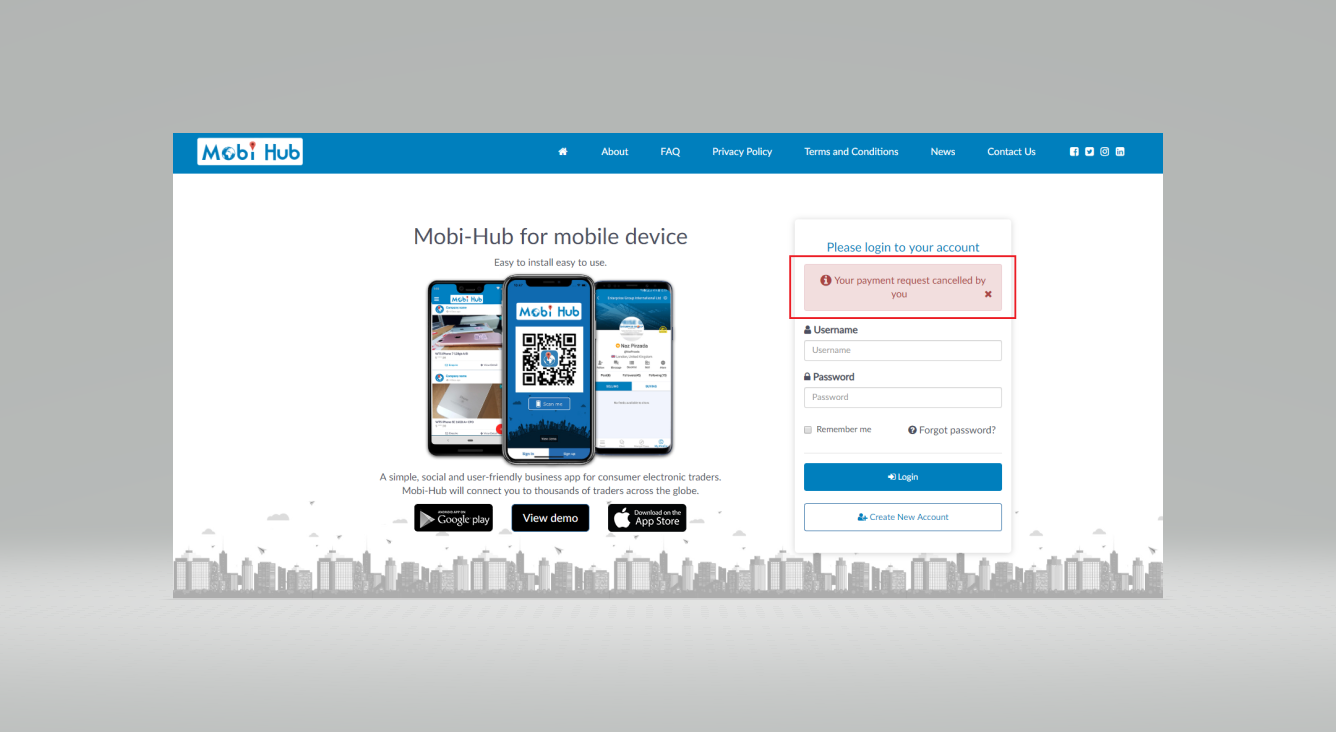 Mobi Hub
About
FAQ
Privacy Policy
Terms and Conditions
News
Contact Us
Mobi-Hub for mobile device
Easy to install easy to use.
Mobi Hub
Mobi Hub
Scan me
Sign in
Sign up
Naz Pirzada
A simple, social and user-friendly business app for consumer electronic traders.
Mobi-Hub will connect you to thousands of traders across the globe.
ANDROID APP ON
Google play
View demo
Download on the
App Store
Please login to your account
Your payment request cancelled by
you
Username
Username
Password
Password
Remember me
Forgot password?
Login
Create New Account